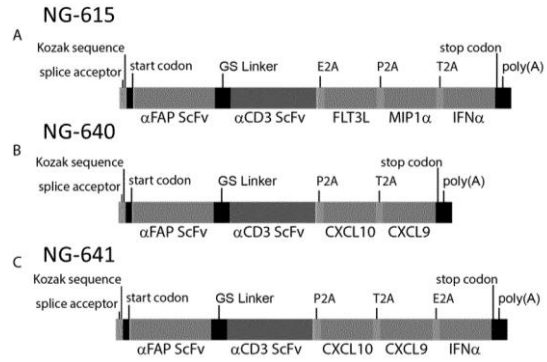 NG-615
A
Kozak sequence
splice acceptor
start codon
GS Linker
E2A
P2A
T2A
stop codon
poly(A)
αFAP ScFv
αCD3 ScFv
FLT3L
MIP1α
IFNα
NG-640
B
Kozak sequence
splice acceptor
start codon
GS Linker
P2A
T2A
stop codon
poly(A)
αFAP ScFv
αCD3 ScFv
CXCL10
CXCL9
NG-641
C
Kozak sequence
splice acceptor
start codon
GS Linker
P2A
T2A
E2A
stop codon
poly(A)
αFAP ScFv
αCD3 ScFv
CXCL10
CXCL9
IFNα